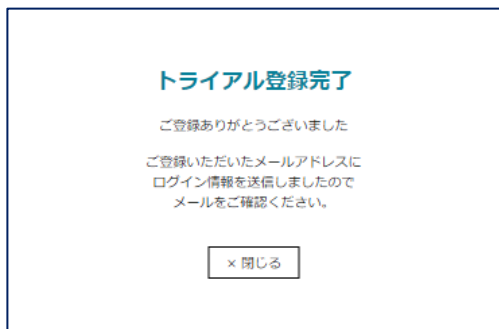 トライアル登録完了
ご登録ありがとうございました
ご登録いただいたメールアドレスに
ログイン情報を送信しましたので
メールをご確認ください。
× 閉じる